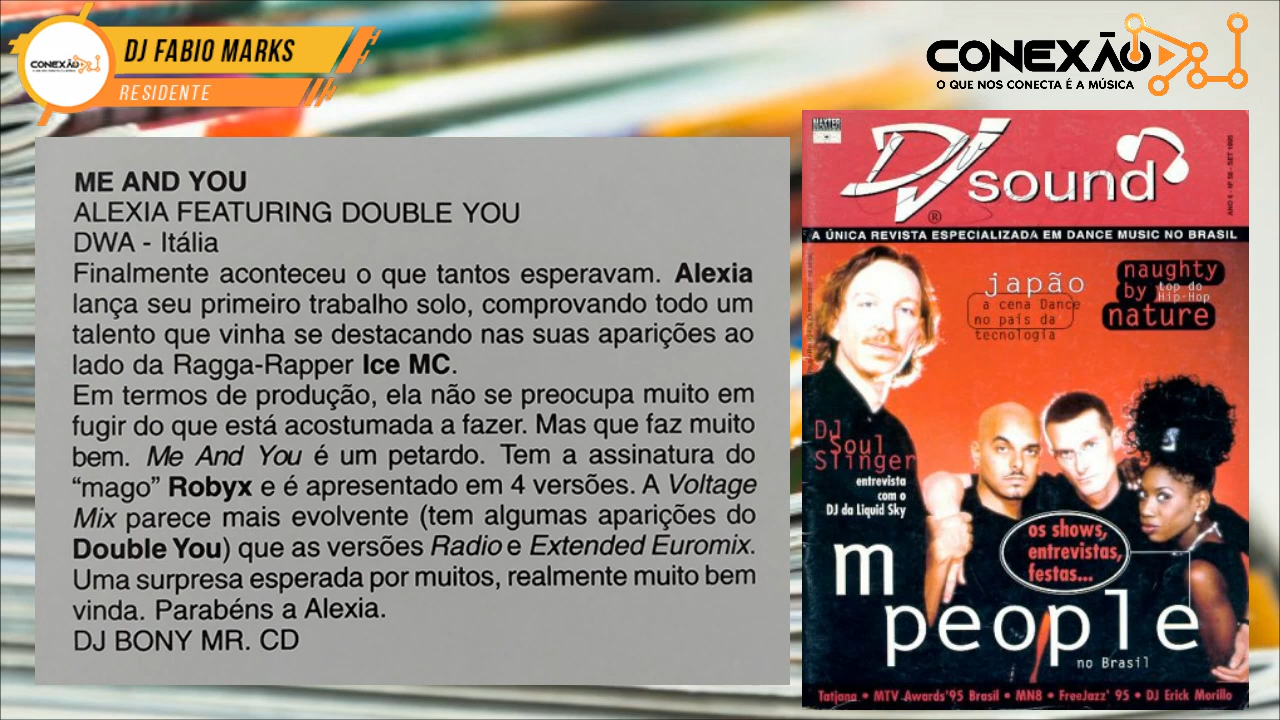 DJ FABIO MARKS
RESIDENTE
CONEXÃO
O QUE NOS CONECTA É A MÚSICA
ME AND YOU
ALEXIA FEATURING DOUBLE YOU
DWA - Itália
Finalmente aconteceu o que tantos esperavam. Alexia
lança seu primeiro trabalho solo, comprovando todo um
talento que vinha se destacando nas suas aparições ao
lado da Ragga-Rapper Ice MC.
Em termos de produção, ela não se preocupa muito em
fugir do que está acostumada a fazer. Mas que faz muito
bem. Me And You é um petardo. Tem a assinatura do
“mago” Robyx e é apresentado em 4 versões. A Voltage
Mix parece mais evolvente (tem algumas aparições do
Double You) que as versões Radio e Extended Euromix.
Uma surpresa esperada por muitos, realmente muito bem
vinda. Parabéns a Alexia.
DJ BONY MR. CD
MAXTER
DJ sound ®
ANO 6 - Nº 56 - SET 1995
A ÚNICA REVISTA ESPECIALIZADA EM DANCE MUSIC NO BRASIL
japão
a cena Dance
no país da
tecnologia
naughty
by
nature
top do
Hip-Hop
DJ
Soul
Slinger
entrevista
com o
DJ da Liquid Sky
os shows,
entrevistas,
festas...
m
people
no Brasil
Tatjana • MTV Awards'95 Brasil • MN8 • FreeJazz' 95 • DJ Erick Morillo